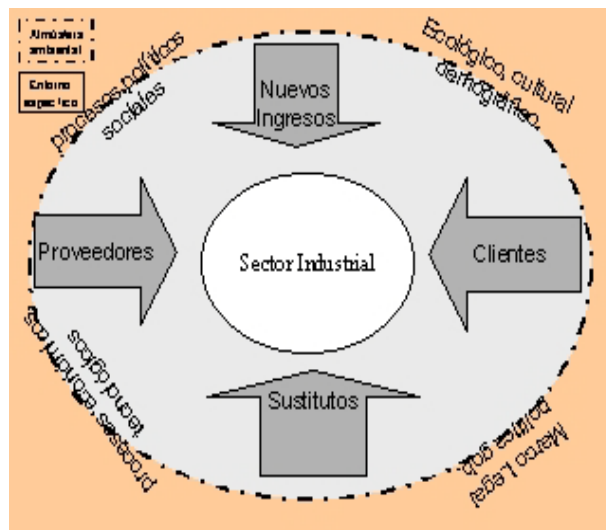 Atmósfera
ambiental
Entorno
específico
procesos políticos
sociales
Ecológico, cultural
demográfico
Nuevos
Ingresos
Proveedores
Sector Industrial
Clientes
Sustitutos
procesos económicos
tecnológicos
Marco Legal
política gob.